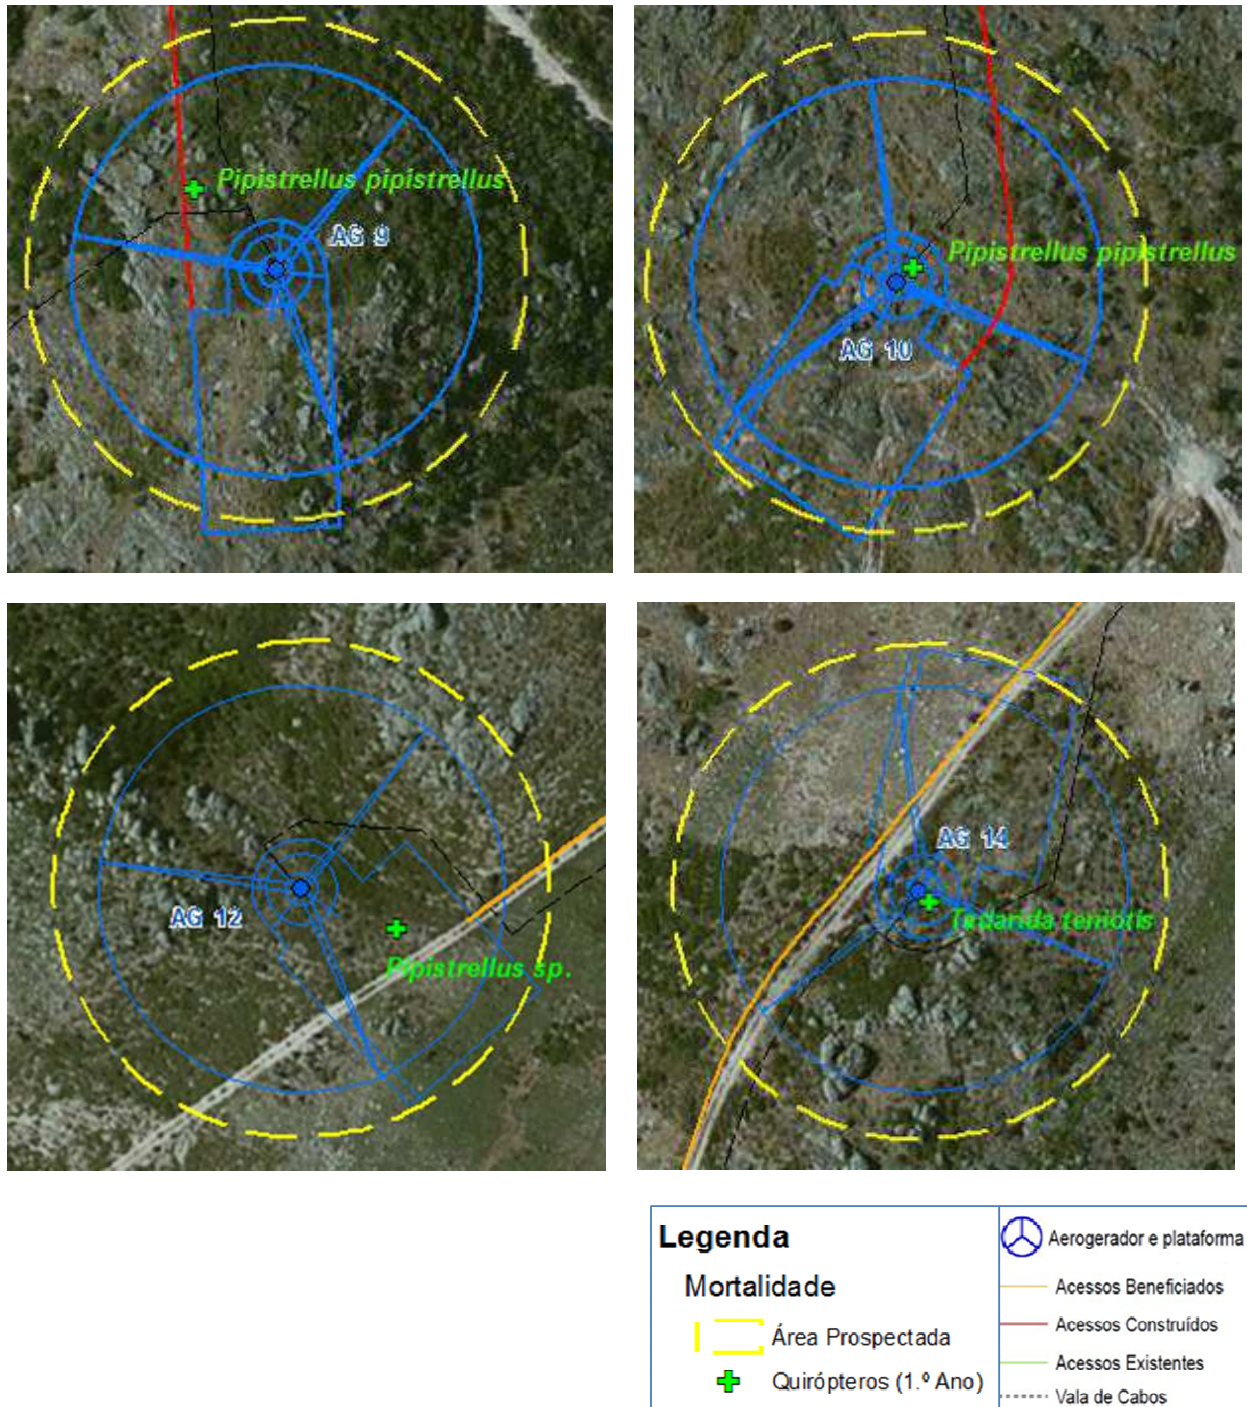 Pipistrellus pipistrellus
AG 9
Pipistrellus pipistrellus
AG 10
AG 12
Pipistrellus sp.
AG 14
Tadarida teniotis
Legenda
Mortalidade
Área Prospectada
Quirópteros (1.º Ano)
Aerogerador e plataforma
Acessos Beneficiados
Acessos Construídos
Acessos Existentes
Vala de Cabos